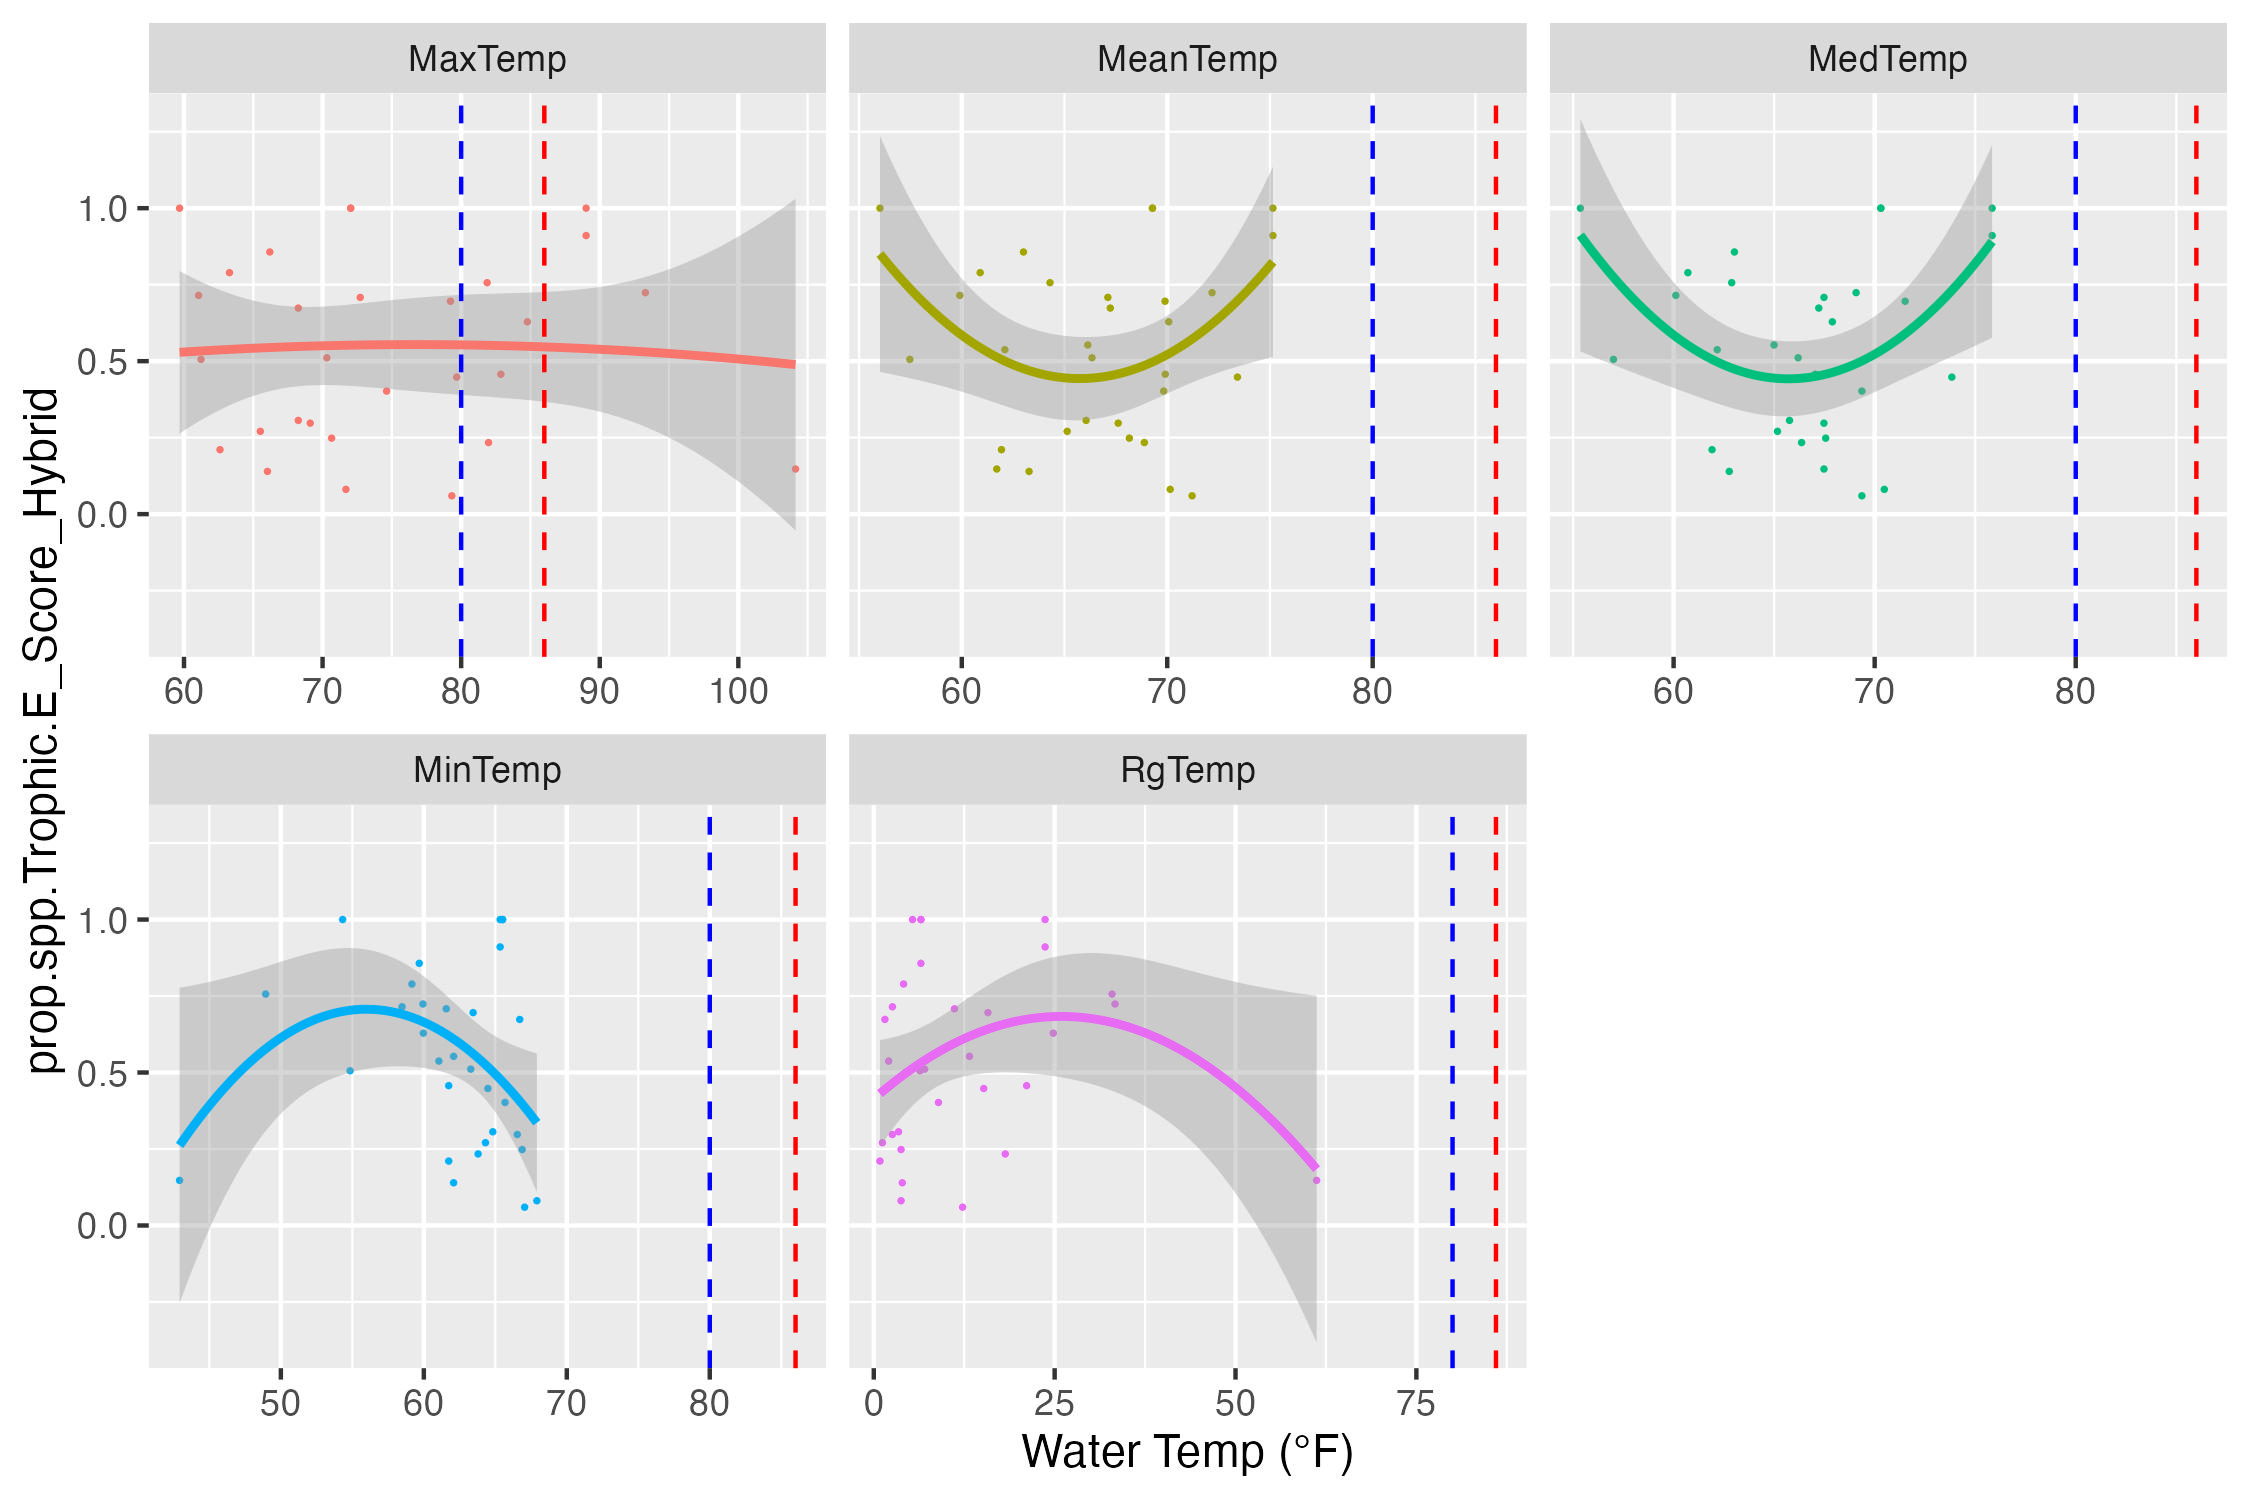 MaxTemp MeanTemp MedTemp
1.0
0.5
0.0
60 70 80 90 100 60 70 80 60 70 80
prop.spp.Trophic.E_Score_Hybrid
MinTemp RgTemp
1.0
0.5
0.0
50 60 70 80 0 25 50 75
Water Temp (°F)